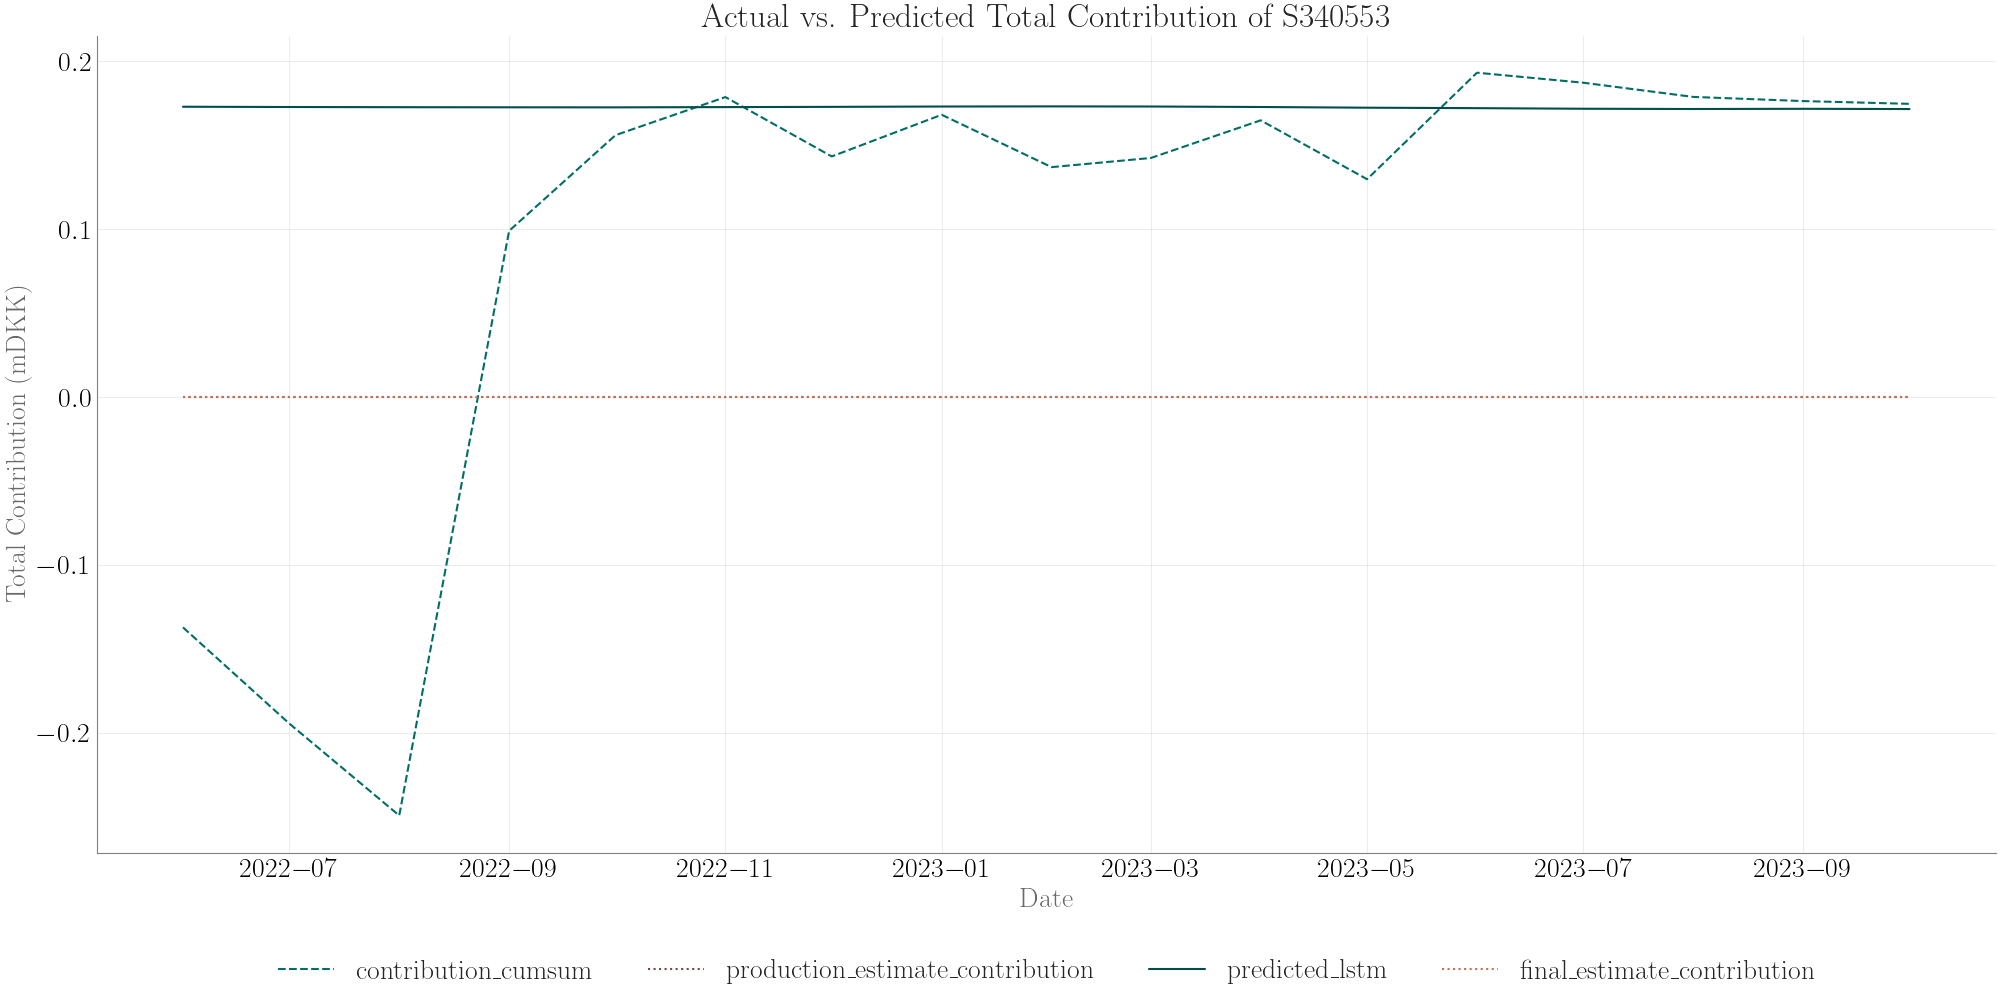 Actual vs. Predicted Total Contribution of S340553
Total Contribution (mDKK)
0.2
0.1
0.0
−0.1
−0.2
2022−07 2022−09 2022−11 2023−01 2023−03 2023−05 2023−07 2023−09
Date
contribution_cumsum production_estimate_contribution predicted_lstm final_estimate_contribution